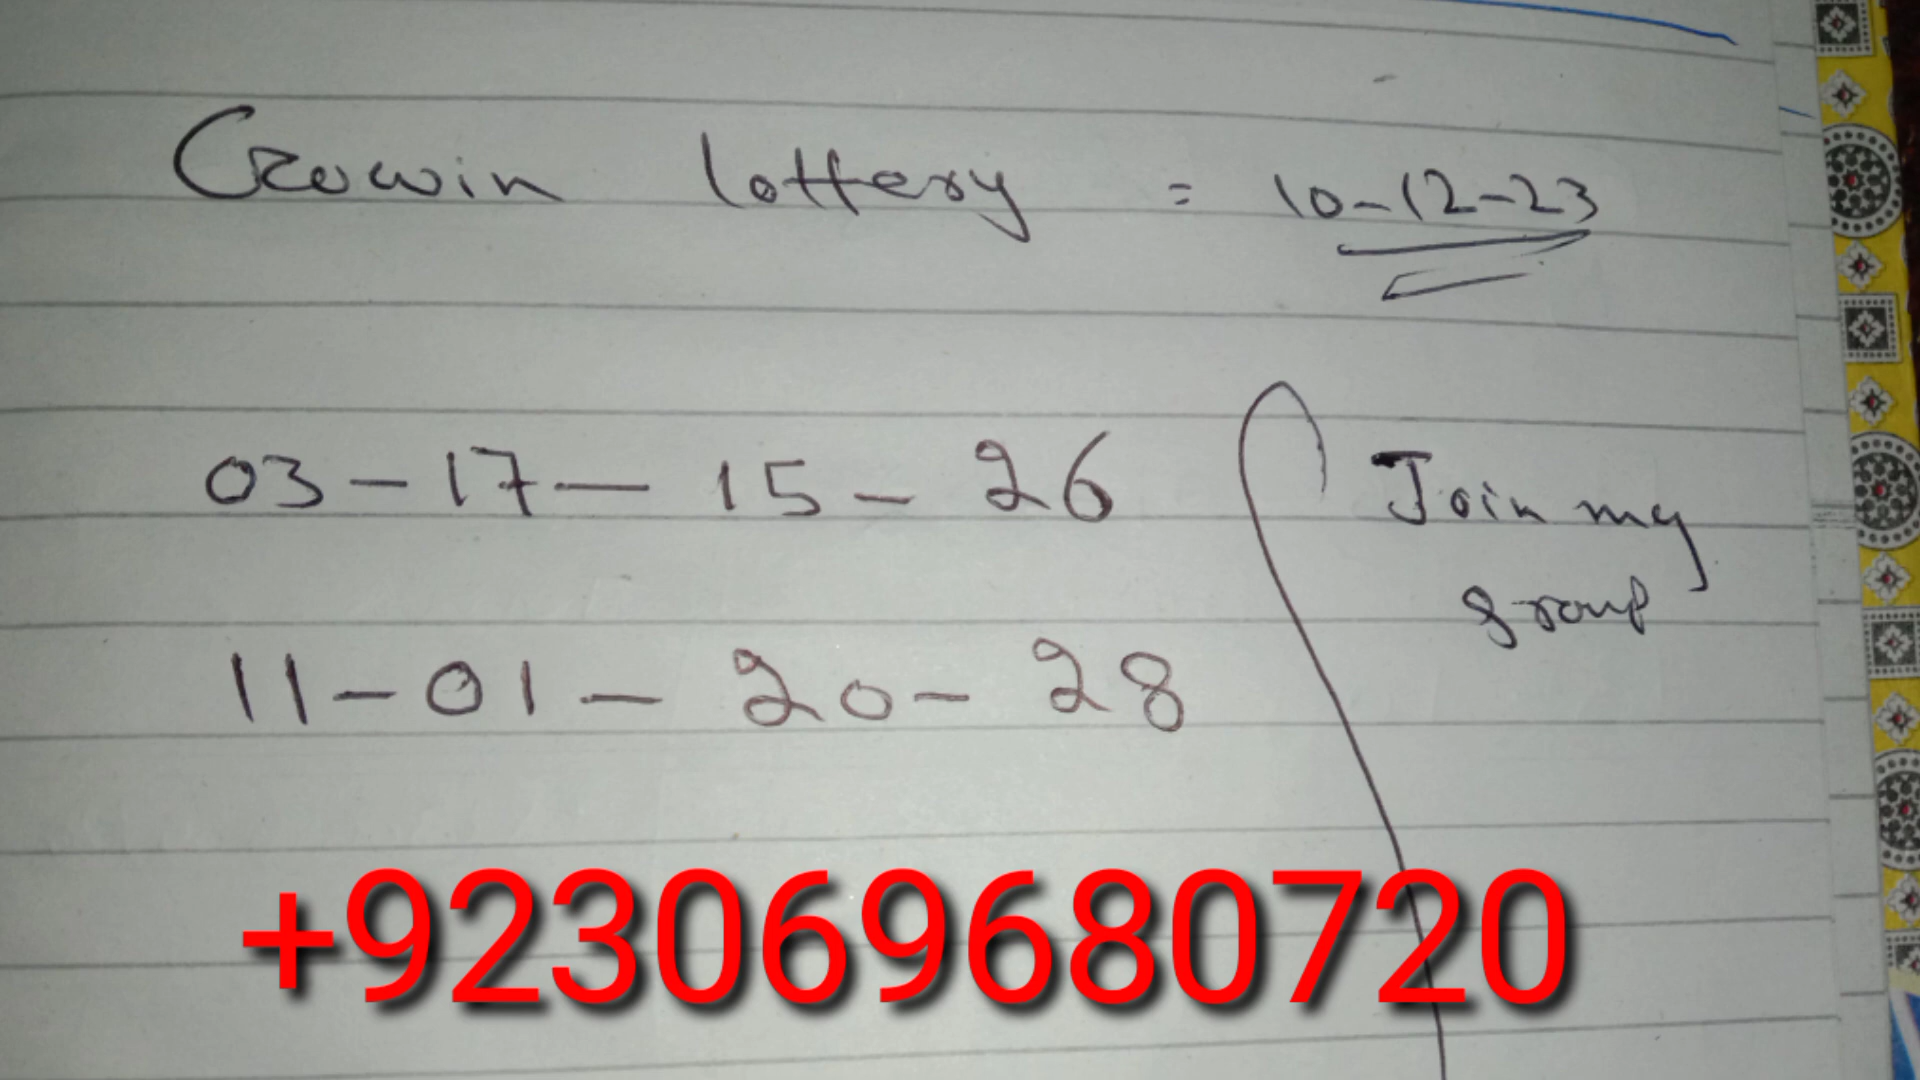 Crowin lottery = 10-12-23
03-17-15-26
11-01-20-28
Join my
group
+923069680720